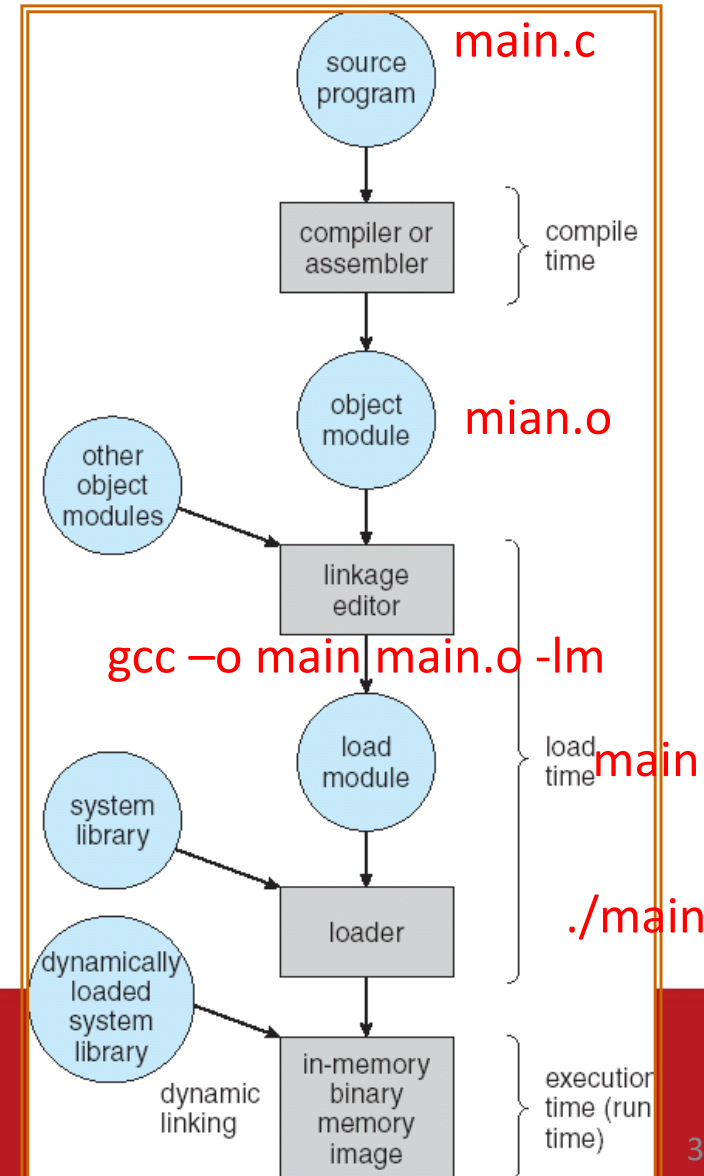 main.c
source
program
compiler or
assembler
compile
time
object
module
mian.o
other
object
modules
linkage
editor
gcc –o main main.o -lm
load
module
load
time
main
system
library
loader
./main
dynamically
loaded
system
library
dynamic
linking
in-memory
binary
memory
image
execution
time (run
time)
3